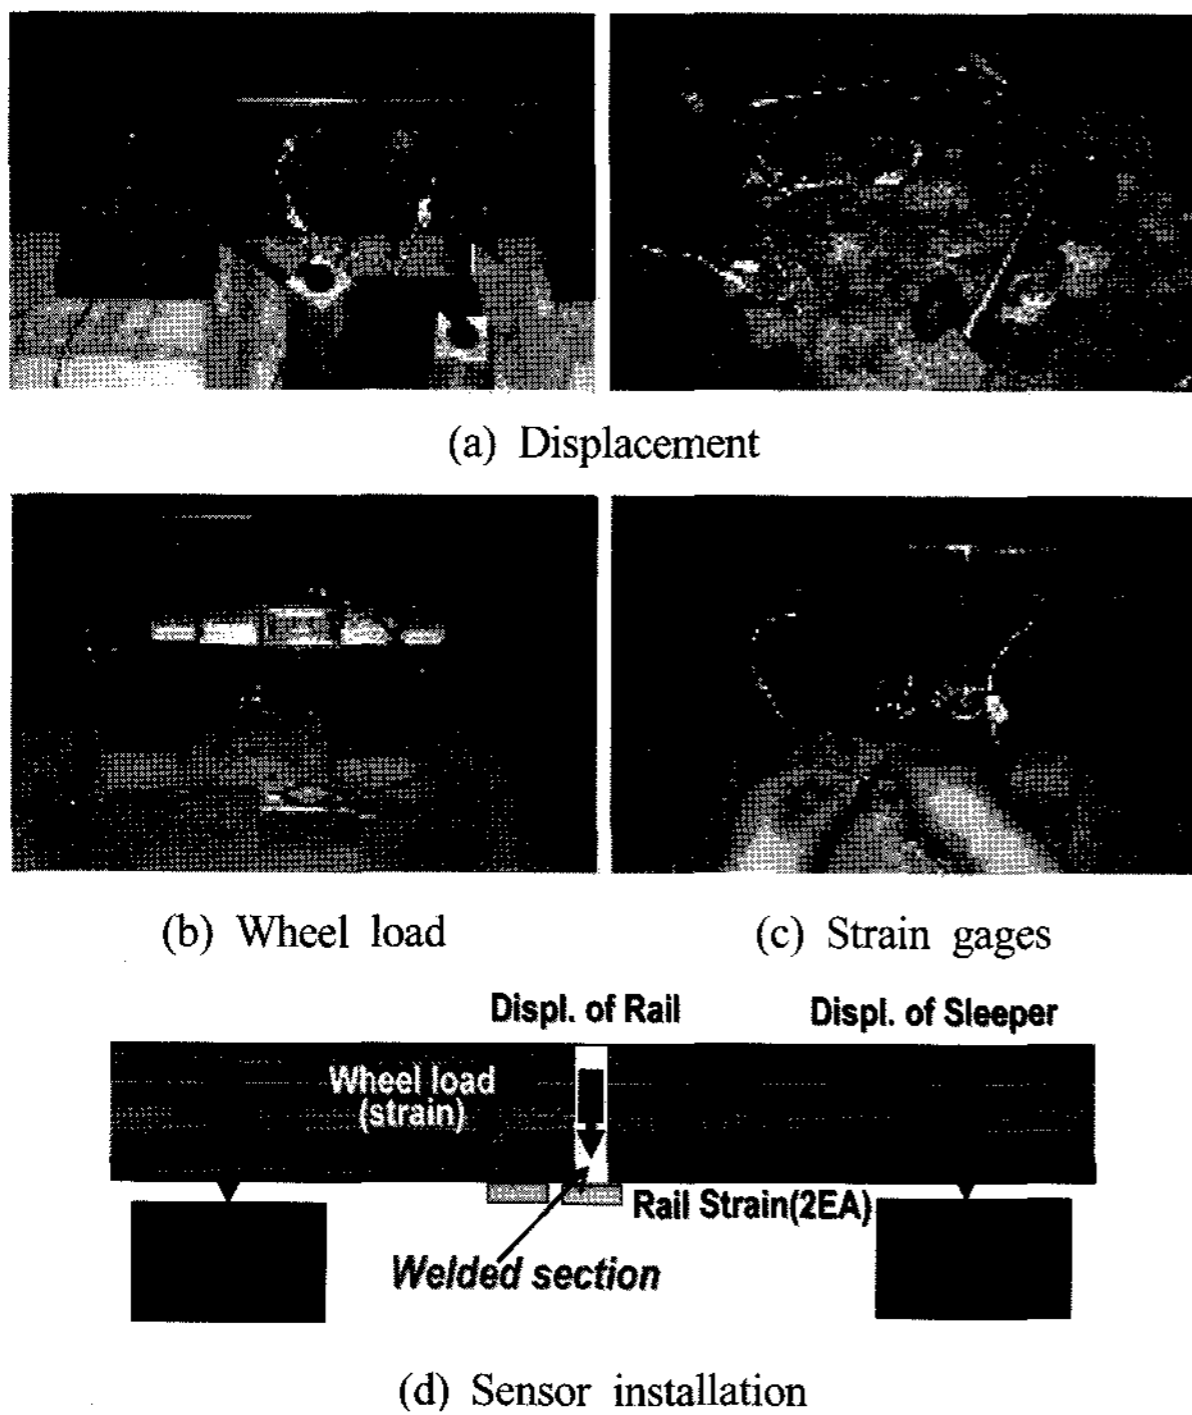 (a) Displacement
(b) Wheel load
(c) Strain gages
Displ. of Rail
Displ. of Sleeper
Wheel load
(strain)
Rail Strain(2EA)
Welded section
(d) Sensor installation